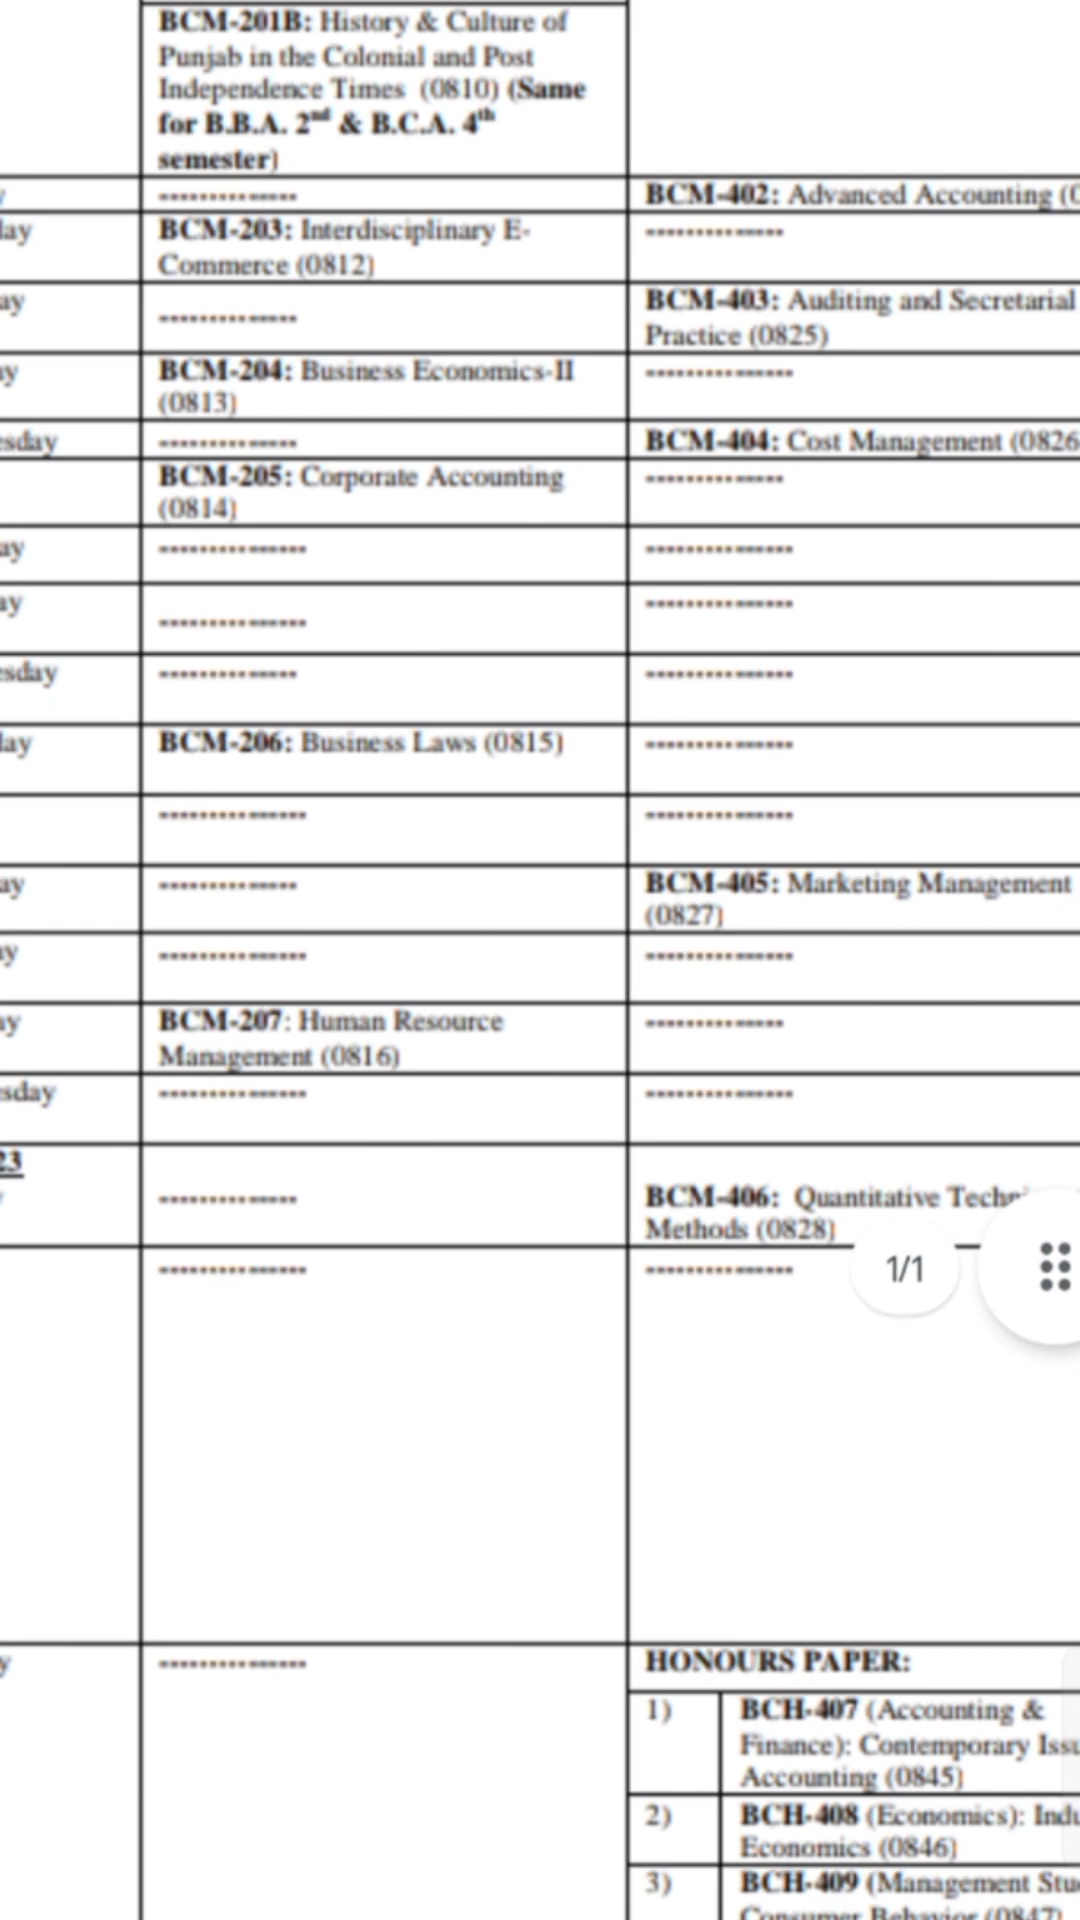 BCM-201B: History & Culture of
Punjab in the Colonial and Post
Independence Times (0810) (Same
for B.B.A. 2nd & B.C.A. 4th
semester)
y --------------- BCM-402: Advanced Accounting (0
lay BCM-203: Interdisciplinary E- ---------------
Commerce (0812)
ay --------------- BCM-403: Auditing and Secretarial
Practice (0825)
ay BCM-204: Business Economics-II ---------------
(0813)
esday --------------- BCM-404: Cost Management (0826
BCM-205: Corporate Accounting ---------------
(0814)
ay --------------- ---------------
ay --------------- ---------------
esday --------------- ---------------
lay BCM-206: Business Laws (0815) ---------------
--------------- ---------------
ay --------------- BCM-405: Marketing Management
(0827)
ay --------------- ---------------
ay BCM-207: Human Resource ---------------
Management (0816)
esday --------------- ---------------
23
y --------------- BCM-406: Quantitative Techni
Methods (0828)
--------------- ---------------
1/1
y --------------- HONOURS PAPER:
1) BCH-407 (Accounting &
Finance): Contemporary Issu
Accounting (0845)
2) BCH-408 (Economics): Indu
Economics (0846)
3) BCH-409 (Management Stu
Consumer Behavior (0847)